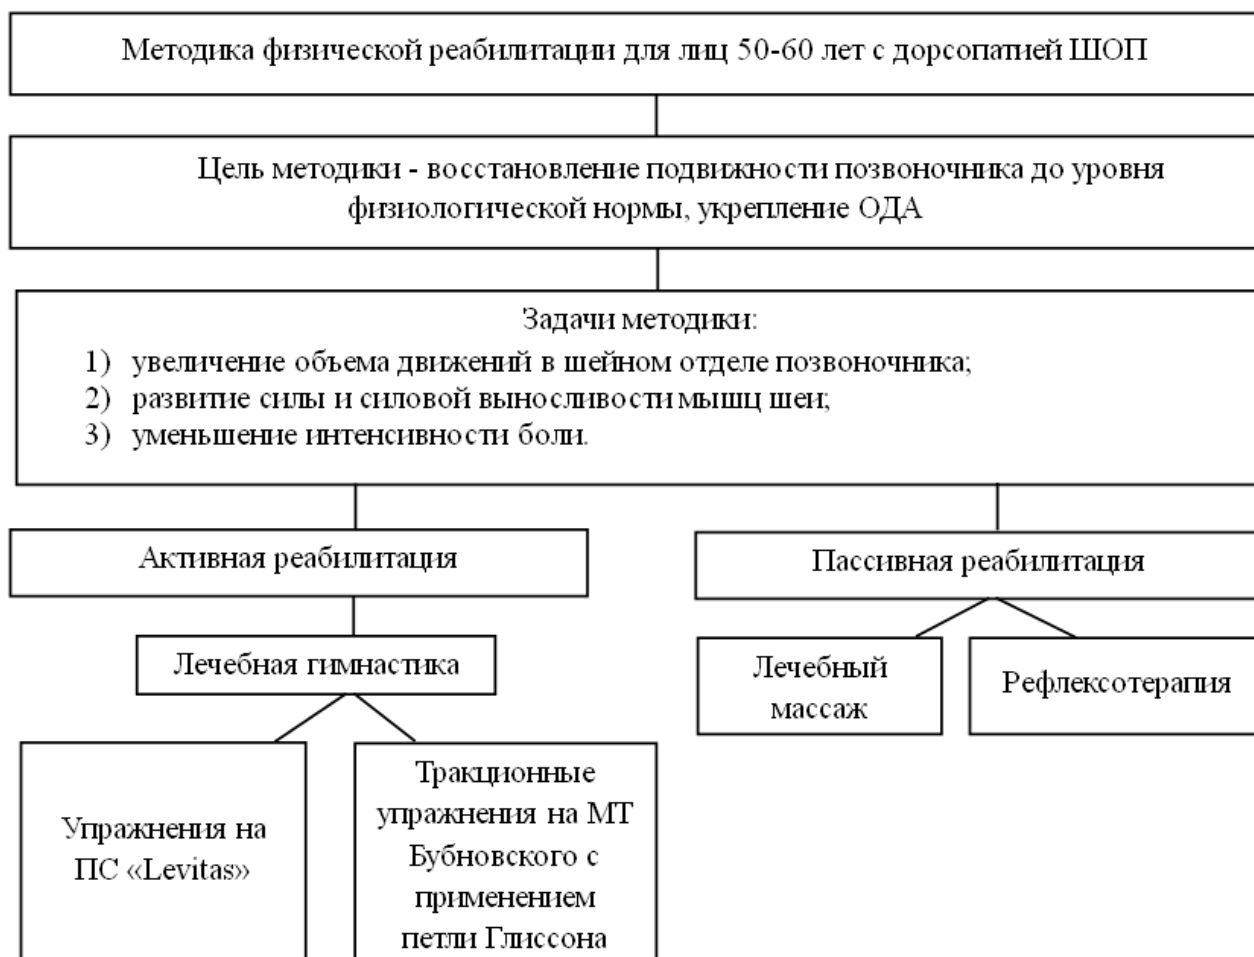 Методика физической реабилитации для лиц 50-60 лет с дорсопатией ШОП
Цель методики - восстановление подвижности позвоночника до уровня
физиологической нормы, укрепление ОДА
Задачи методики:
1) увеличение объема движений в шейном отделе позвоночника;
2) развитие силы и силовой выносливости мышц шеи;
3) уменьшение интенсивности боли.
Активная реабилитация
Пассивная реабилитация
Лечебная гимнастика
Лечебный
массаж
Рефлексотерапия
Упражнения на
ПС «Levitas»
Тракционные
упражнения на МТ
Бубновского с
применением
петли Глиссона